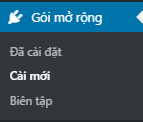 Gói mở rộng
Đã cài đặt
Cài mới
Biên tập